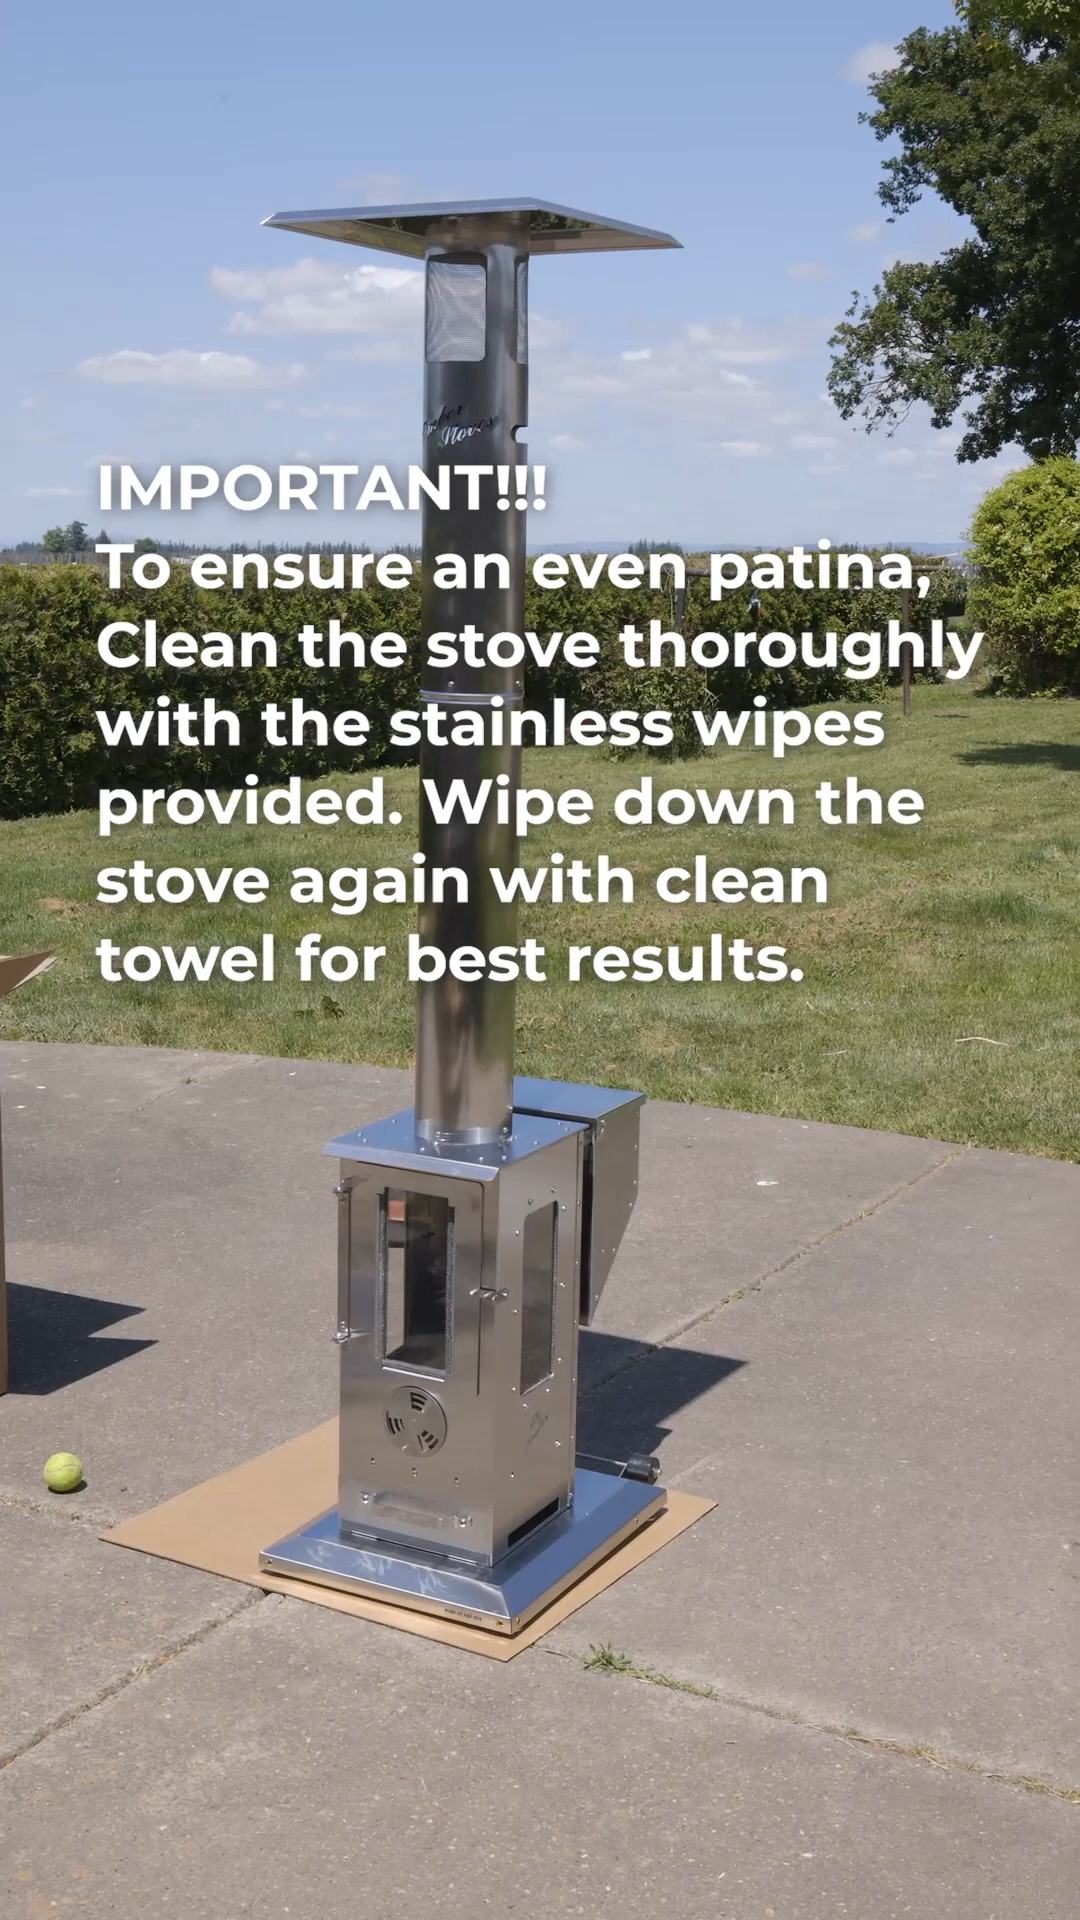 IMPORTANT!!!
To ensure an even patina,
Clean the stove thoroughly
with the stainless wipes
provided. Wipe down the
stove again with clean
towel for best results.